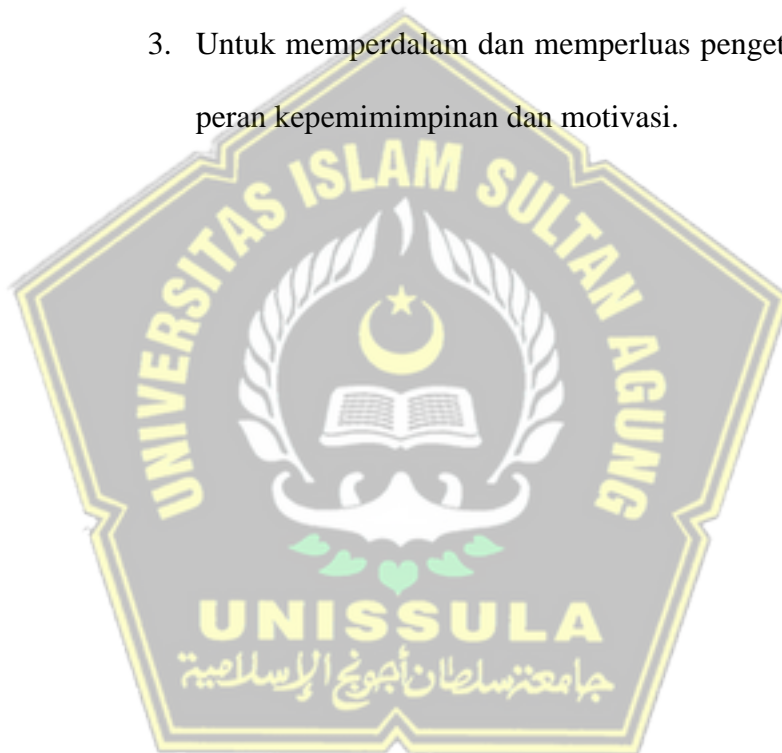 3. Untuk memperdalam dan memperluas penget
peran kepemimimpinan dan motivasi.
UNIVERSITAS ISLAM SULTAN AGUNG
UNISSULA
جامعة سلطان أجونج الإسلامية